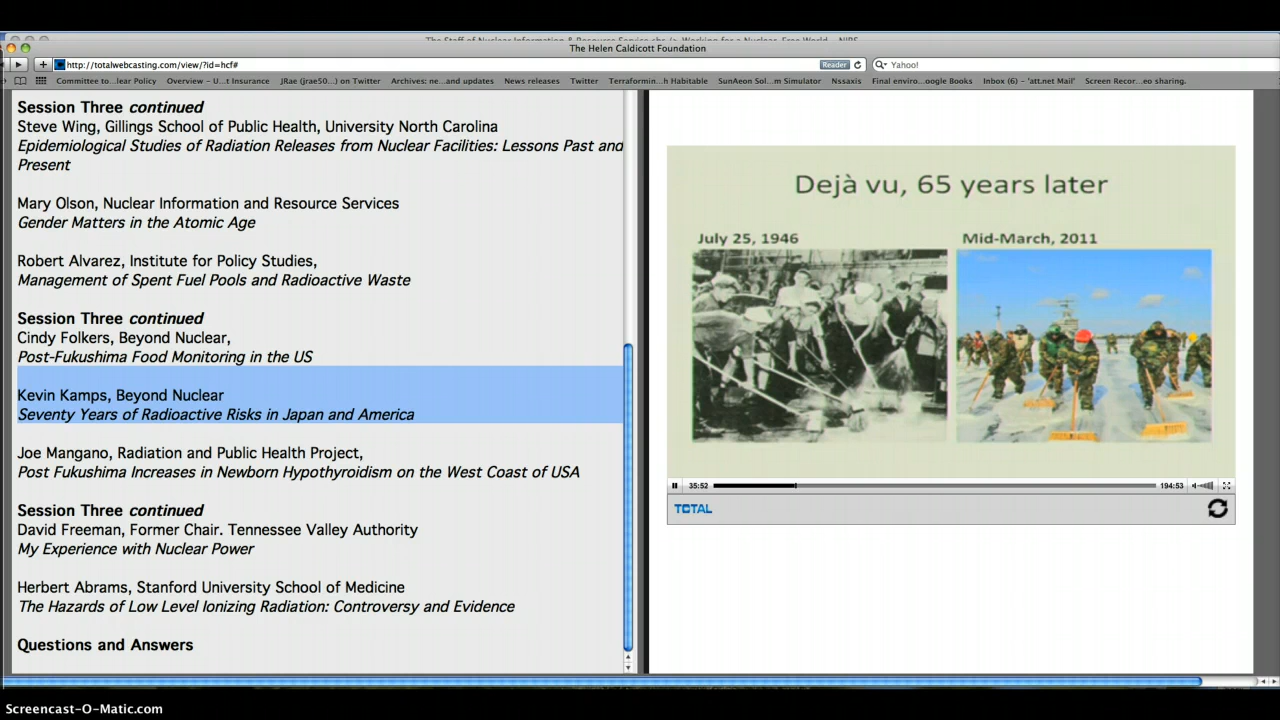 The Staff of Nuclear Information & Resource Service
The Helen Caldicott Foundation
http://totalwebcasting.com/view/?id=hcf#
Reader
Yahoo!
Committee to...lear Policy
Overview – U...t Insurance
JRae (jrae50...) on Twitter
Archives: ne...and updates
News releases
Twitter
Terraformin...h Habitable
SunAeon Sol...m Simulator
Nssaxis
Final enviro...oogle Books
Inbox (6) – 'att.net Mail'
Screen Recor...eo sharing.
Session Three continued
Steve Wing, Gillings School of Public Health, University North Carolina
Epidemiological Studies of Radiation Releases from Nuclear Facilities: Lessons Past and
Present
Mary Olson, Nuclear Information and Resource Services
Gender Matters in the Atomic Age
Robert Alvarez, Institute for Policy Studies,
Management of Spent Fuel Pools and Radioactive Waste
Session Three continued
Cindy Folkers, Beyond Nuclear,
Post-Fukushima Food Monitoring in the US
Kevin Kamps, Beyond Nuclear
Seventy Years of Radioactive Risks in Japan and America
Joe Mangano, Radiation and Public Health Project,
Post Fukushima Increases in Newborn Hypothyroidism on the West Coast of USA
Session Three continued
David Freeman, Former Chair. Tennessee Valley Authority
My Experience with Nuclear Power
Herbert Abrams, Stanford University School of Medicine
The Hazards of Low Level Ionizing Radiation: Controversy and Evidence
Questions and Answers
Dejà vu, 65 years later
July 25, 1946
Mid-March, 2011
35:52
194:53
TOTAL
Screencast-O-Matic.com